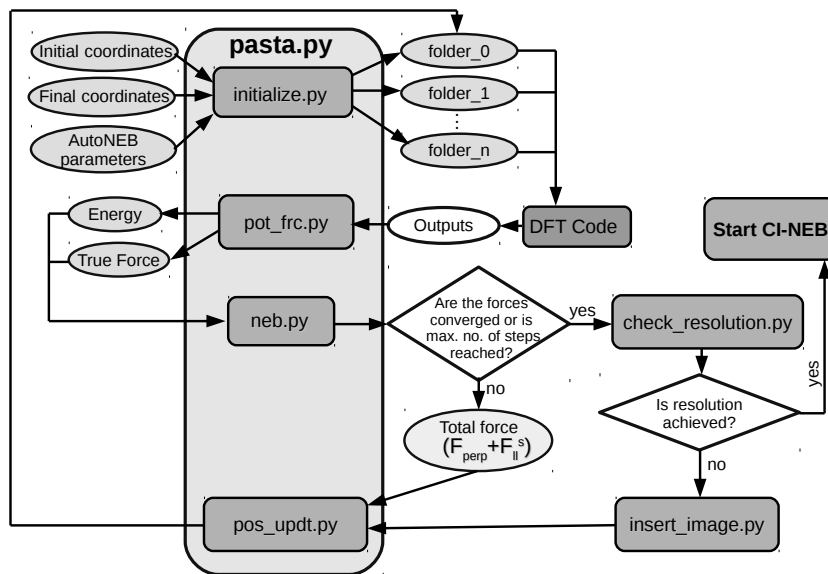 pasta.py
Initial coordinates
Final coordinates
AutoNEB
parameters
initialize.py
folder_0
folder_1
folder_n
Energy
True Force
pot_frc.py
Outputs
DFT Code
Start CI-NEB
neb.py
Are the forces
converged or is
max. no. of steps
reached?
yes
check_resolution.py
yes
no
Is resolution
achieved?
Total force
(F_perp+F_ll^s)
no
pos_updt.py
insert_image.py